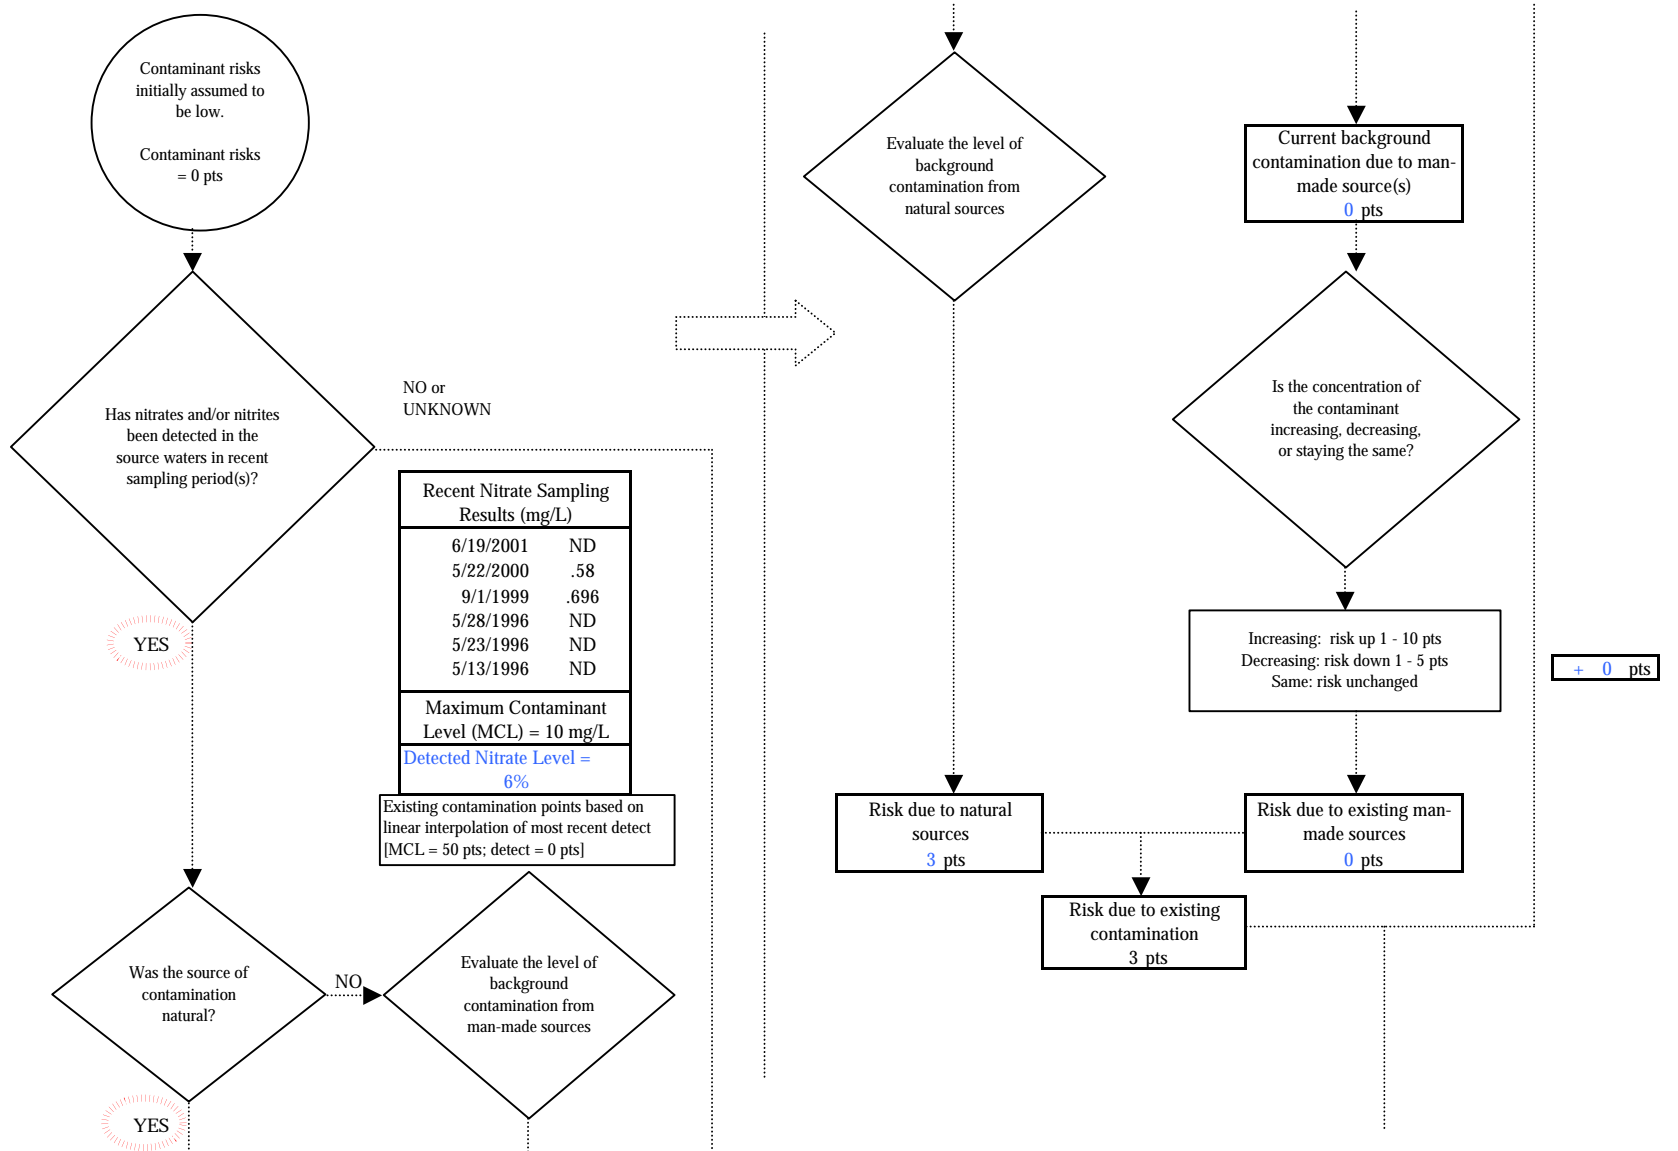 Contaminant risks
initially assumed to
be low.
Contaminant risks
= 0 pts
Has nitrates and/or nitrites
been detected in the
source waters in recent
sampling period(s)?
NO or
UNKNOWN
YES
Recent Nitrate Sampling
Results (mg/L)
6/19/2001 ND
5/22/2000 .58
9/1/1999 .696
5/28/1996 ND
5/23/1996 ND
5/13/1996 ND
Maximum Contaminant
Level (MCL) = 10 mg/L
Detected Nitrate Level =
6%
Existing contamination points based on
linear interpolation of most recent detect
[MCL = 50 pts; detect = 0 pts]
Was the source of
contamination
natural?
NO
YES
Evaluate the level of
background
contamination from
man-made sources
Evaluate the level of
background
contamination from
natural sources
Risk due to natural
sources
3 pts
Current background
contamination due to man-
made source(s)
0 pts
Is the concentration of
the contaminant
increasing, decreasing,
or staying the same?
Increasing: risk up 1 - 10 pts
Decreasing: risk down 1 - 5 pts
Same: risk unchanged
Risk due to existing man-
made sources
0 pts
Risk due to existing
contamination
3 pts
+ 0 pts